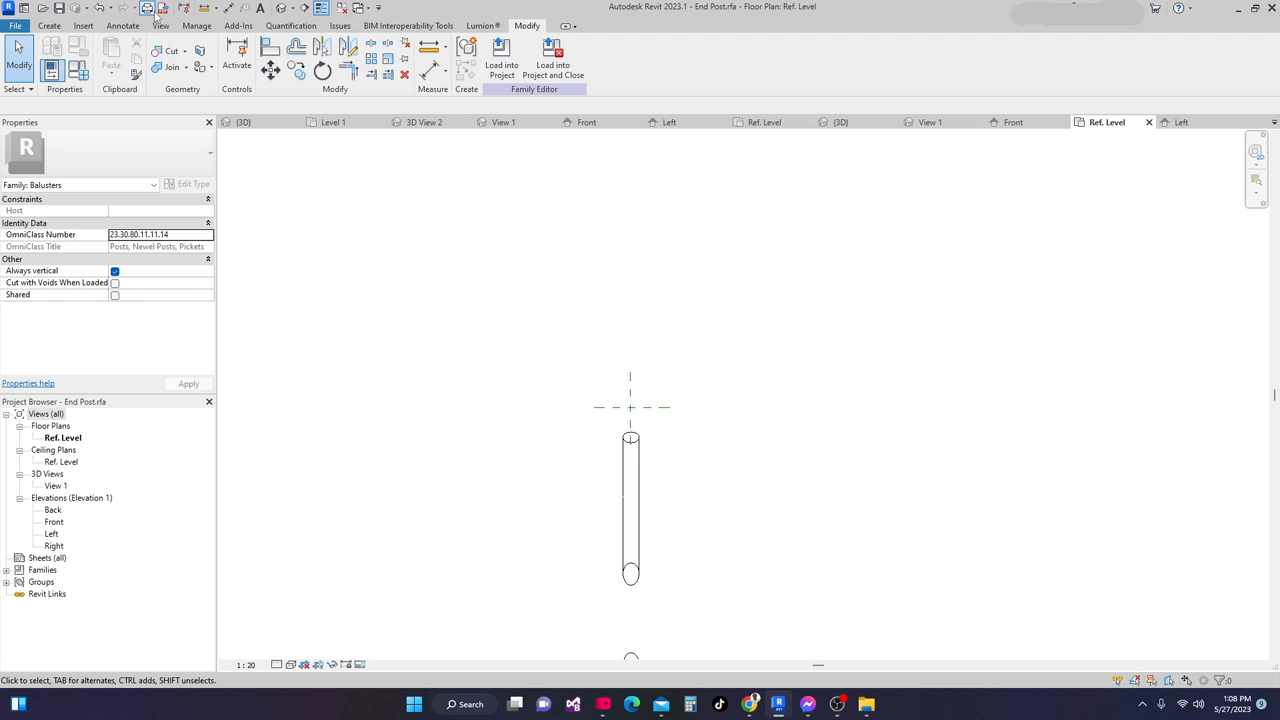 Autodesk Revit 2023.1 - End Post.rfa - Floor Plan: Ref. Level
File Create Insert Annotate View Manage Add-Ins Quantification Issues BIM Interoperability Tools Lumion® Modify
Modify Paste Cut Join Activate Load into Project Load into Project and Close
Select Properties Clipboard Geometry Controls Modify Measure Create Family Editor
Properties
{3D} Level 1 3D View 2 View 1 Front Left Ref. Level {3D} View 1 Front Ref. Level Left
R
Family: Balusters Edit Type
Constraints
Host
Identity Data
OmniClass Number 23.30.80.11.11.14
OmniClass Title Posts, Newel Posts, Pickets
Other
Always vertical
Cut with Voids When Loaded
Shared
Properties help Apply
Project Browser - End Post.rfa
Views (all)
Floor Plans
Ref. Level
Ceiling Plans
Ref. Level
3D Views
View 1
Elevations (Elevation 1)
Back
Front
Left
Right
Sheets (all)
Families
Groups
Revit Links
1 : 20
Click to select, TAB for alternates, CTRL adds, SHIFT unselects. :0
Search
1:08 PM
5/27/2023